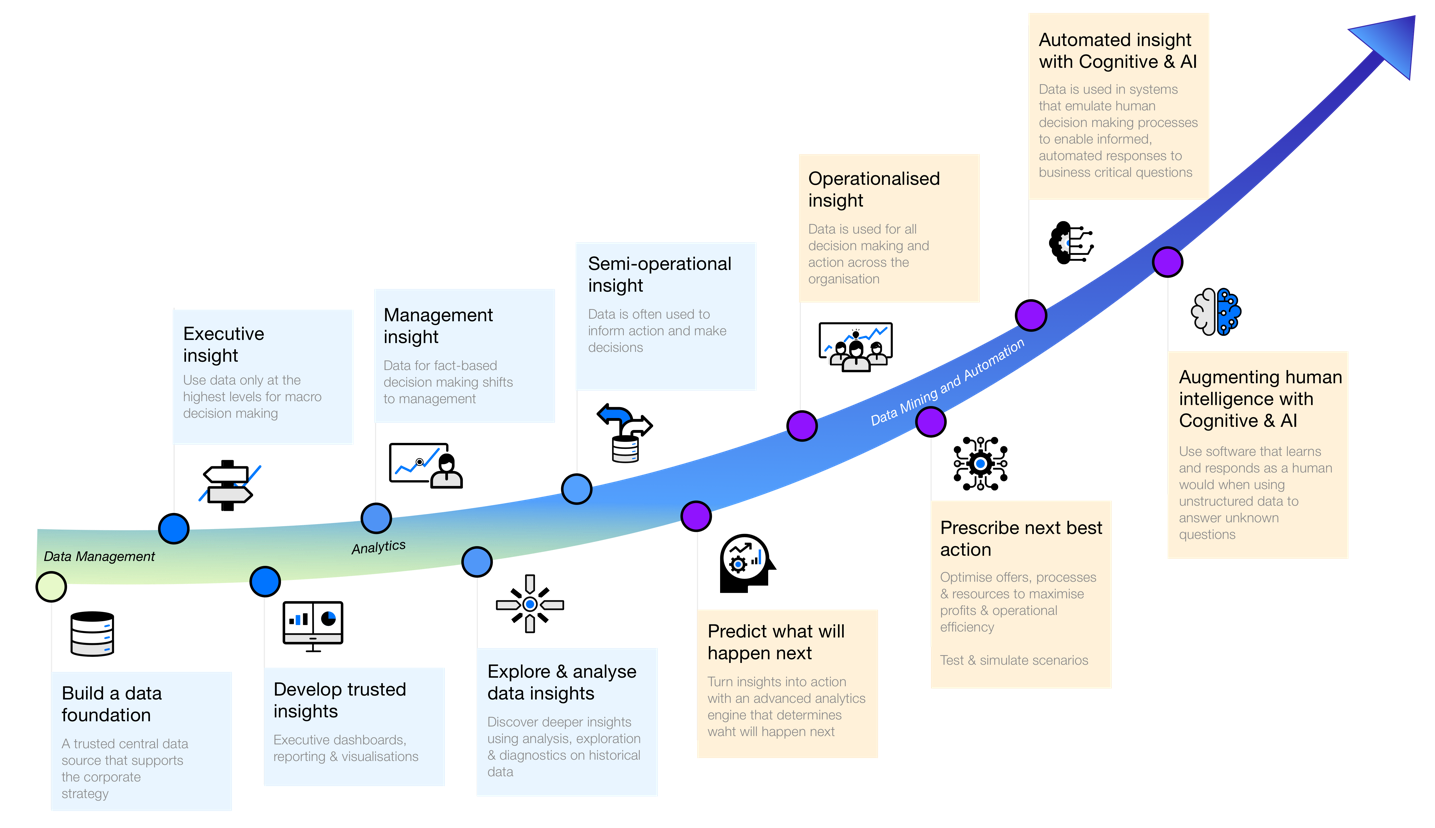 Automated insight
with Cognitive & AI
Data is used in systems
that emulate human
decision making processes
to enable informed,
automated responses to
business critical questions
Operationalised
insight
Data is used for all
decision making and
action across the
organisation
Semi-operational
insight
Data is often used to
inform action and make
decisions
Management
insight
Data for fact-based
decision making shifts
to management
Executive
insight
Use data only at the
highest levels for macro
decision making
Data Management
Analytics
Data Mining and Automation
Build a data
foundation
A trusted central data
source that supports
the corporate
strategy
Develop trusted
insights
Executive dashboards,
reporting & visualisations
Explore & analyse
data insights
Discover deeper insights
using analysis, exploration
& diagnostics on historical
data
Predict what will
happen next
Turn insights into action
with an advanced analytics
engine that determines
waht will happen next
Prescribe next best
action
Optimise offers, processes
& resources to maximise
profits & operational
efficiency
Test & simulate scenarios
Augmenting human
intelligence with
Cognitive & AI
Use software that learns
and responds as a human
would when using
unstructured data to
answer unknown
questions